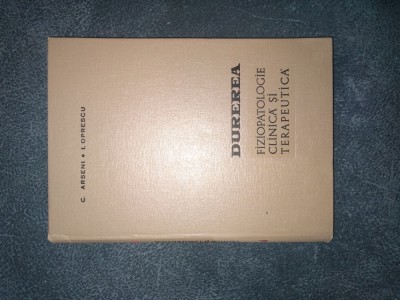 C. ARSENI • I. OPRESCU
DUREREA
FIZIOPATOLOGIE
CLINICĂ ȘI
TERAPEUTICĂ